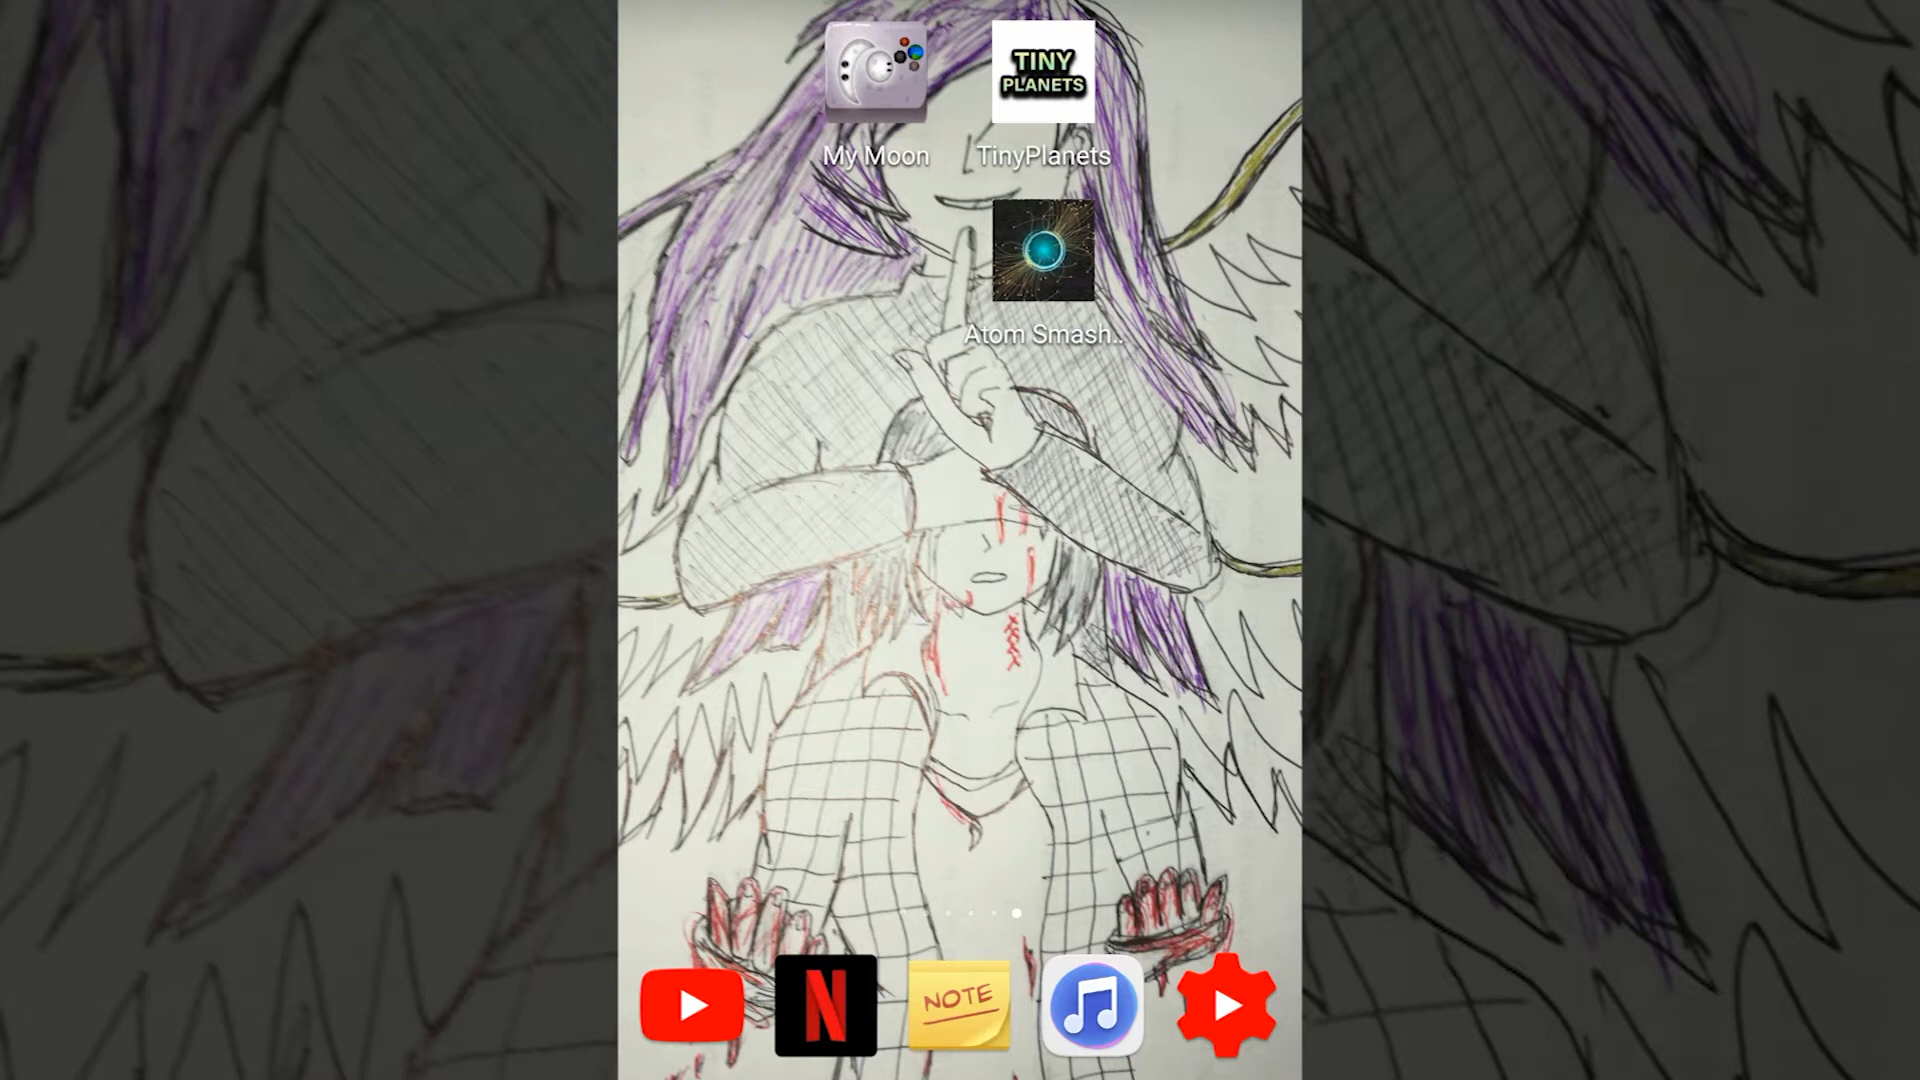 TINY
PLANETS
My Moon
TinyPlanets
Atom Smash..
N
NOTE